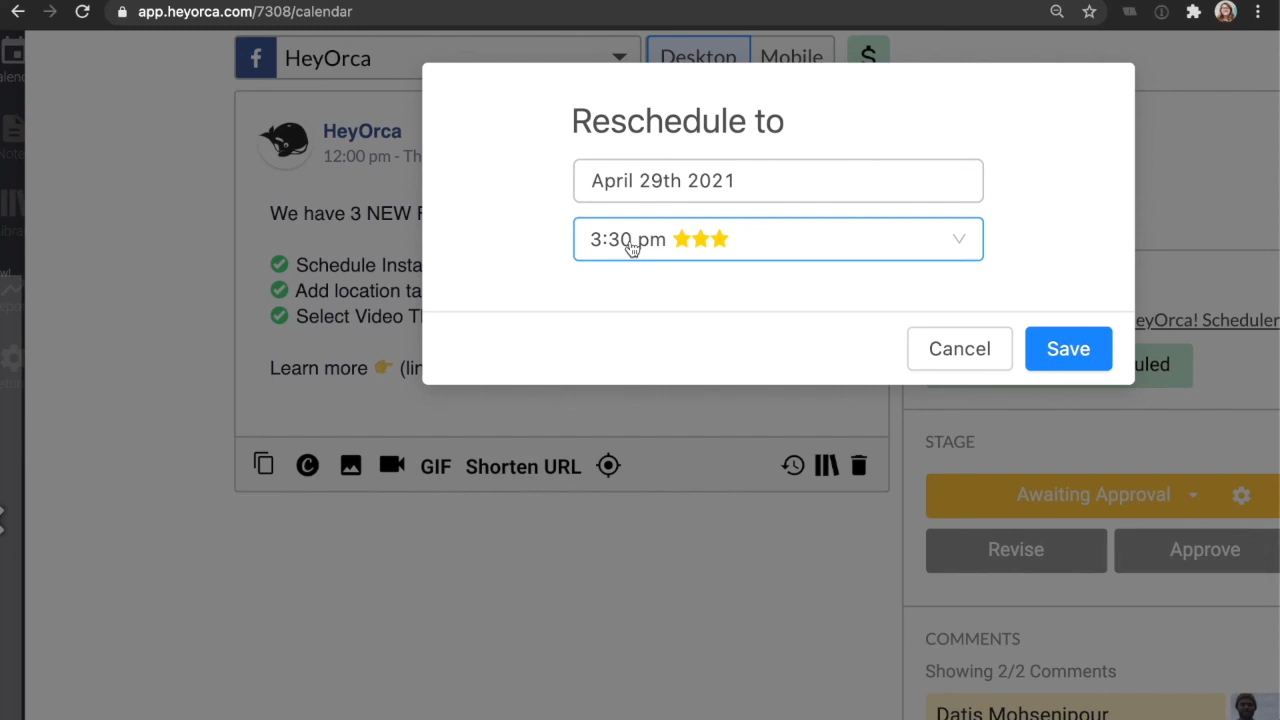 app.heyorca.com/7308/calendar
HeyOrca
Desktop
Mobile
$
Reschedule to
HeyOrca
12:00 pm - Th
April 29th 2021
We have 3 NEW
3:30 pm ⭐⭐⭐
Schedule Insta
Add location ta
Select Video T
eyOrca! Scheduler
Cancel
Save
uled
Learn more 👉 (lin
STAGE
GIF
Shorten URL
Awaiting Approval
Revise
Approve
COMMENTS
Showing 2/2 Comments
Datis Mohsenipour